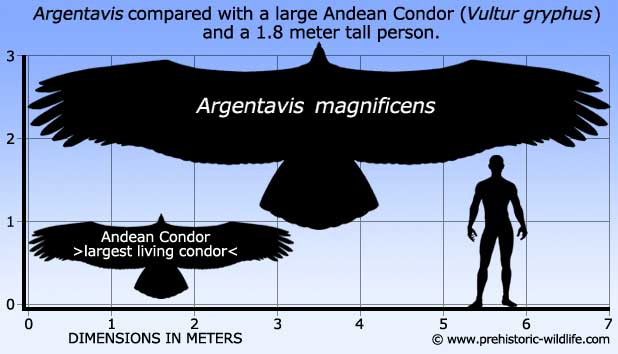 Argentavis compared with a large Andean Condor (Vultur gryphus)
and a 1.8 meter tall person.
3
Argentavis magnificens
2
1
Andean Condor
>largest living condor<
0
0 1 2 3 4 5 6 7
DIMENSIONS IN METERS
© www.prehistoric-wildlife.com